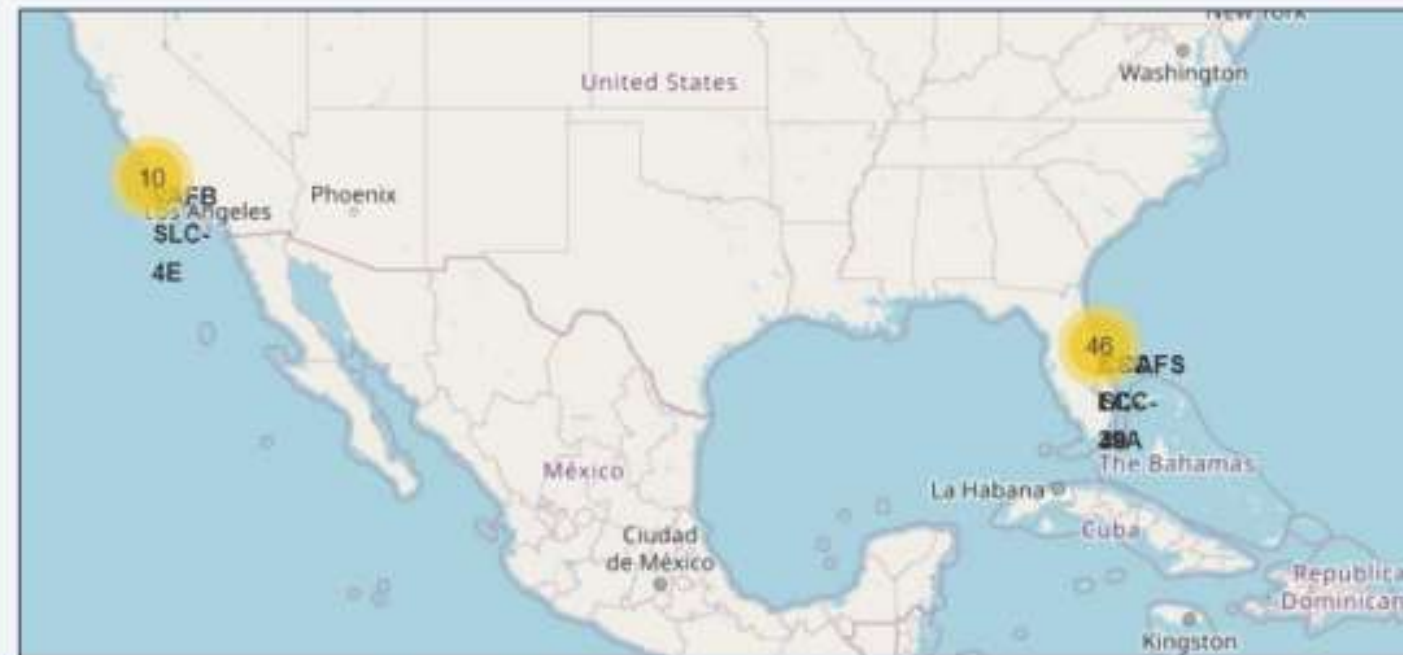 New York
Washington
United States
10
Phoenix
Los Angeles
SLC-
4E
46
The Bahamas
La Habana
México
Cuba
Ciudad
de México
República
Dominican
Kingston